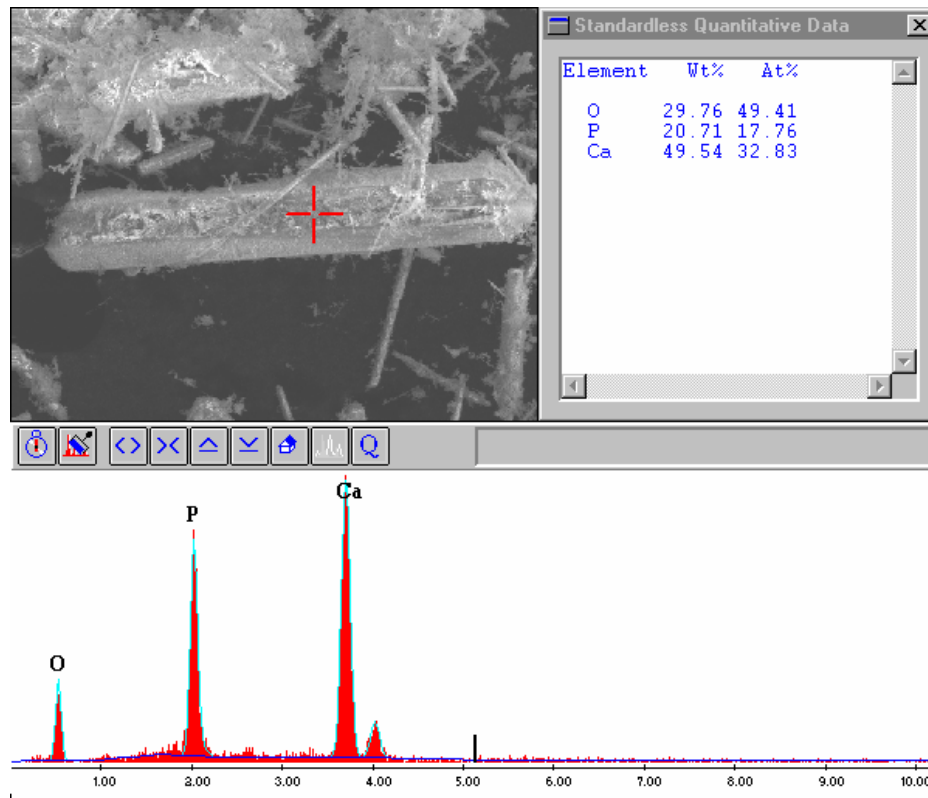 Standardless Quantitative Data
Element Wt% At%
O 29.76 49.41
P 20.71 17.76
Ca 49.54 32.83
Q
Ca
P
O
1.00 2.00 3.00 4.00 5.00 6.00 7.00 8.00 9.00 10.00